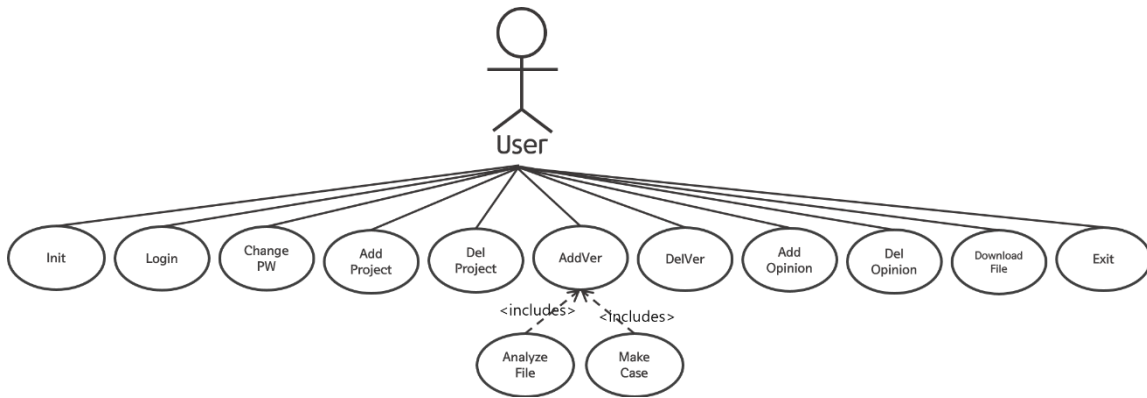 User
Init
Login
Change
PW
Add
Project
Del
Project
AddVer
DelVer
Add
Opinion
Del
Opinion
Download
File
Exit
<includes>
<includes>
Analyze
File
Make
Case